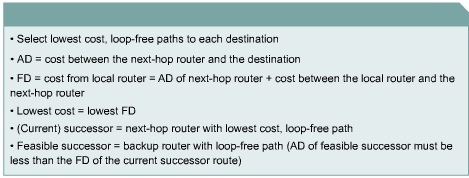 • Select lowest cost, loop-free paths to each destination
• AD = cost between the next-hop router and the destination
• FD = cost from local router = AD of next-hop router + cost between the local router and the
next-hop router
• Lowest cost = lowest FD
• (Current) successor = next-hop router with lowest cost, loop-free path
• Feasible successor = backup router with loop-free path (AD of feasible successor must be
less than the FD of the current successor route)